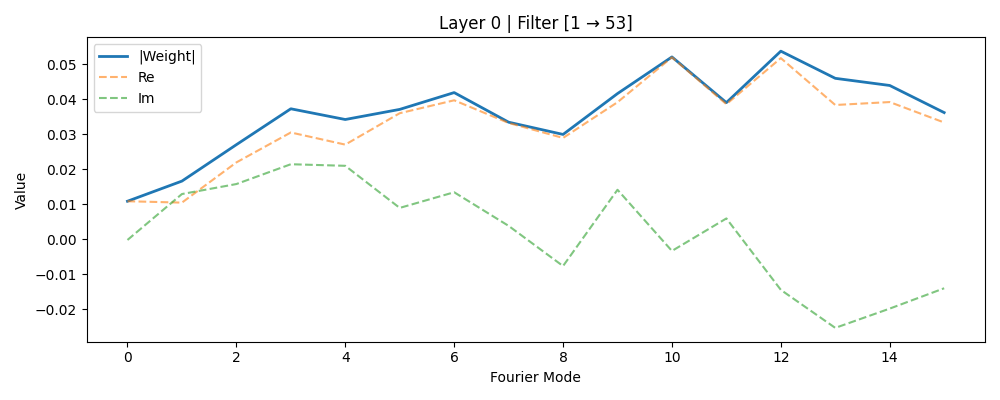 Layer 0 | Filter [1 → 53]
|Weight|
Re
Im
0.05
0.04
0.03
0.02
0.01
0.00
−0.01
−0.02
Value
0 2 4 6 8 10 12 14
Fourier Mode